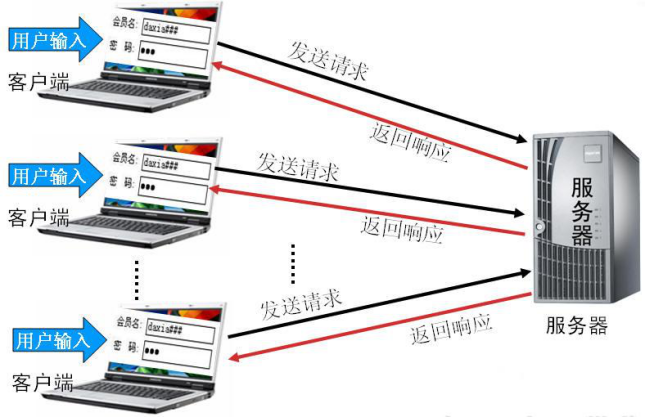 会员名: daxia###
用户输入
密 码: ●●●
客户端
发送请求
返回响应
会员名: daxia###
用户输入
密 码: ●●●
客户端
发送请求
返回响应
服务器
服务器
会员名: daxia###
用户输入
密 码: ●●●
客户端
发送请求
返回响应